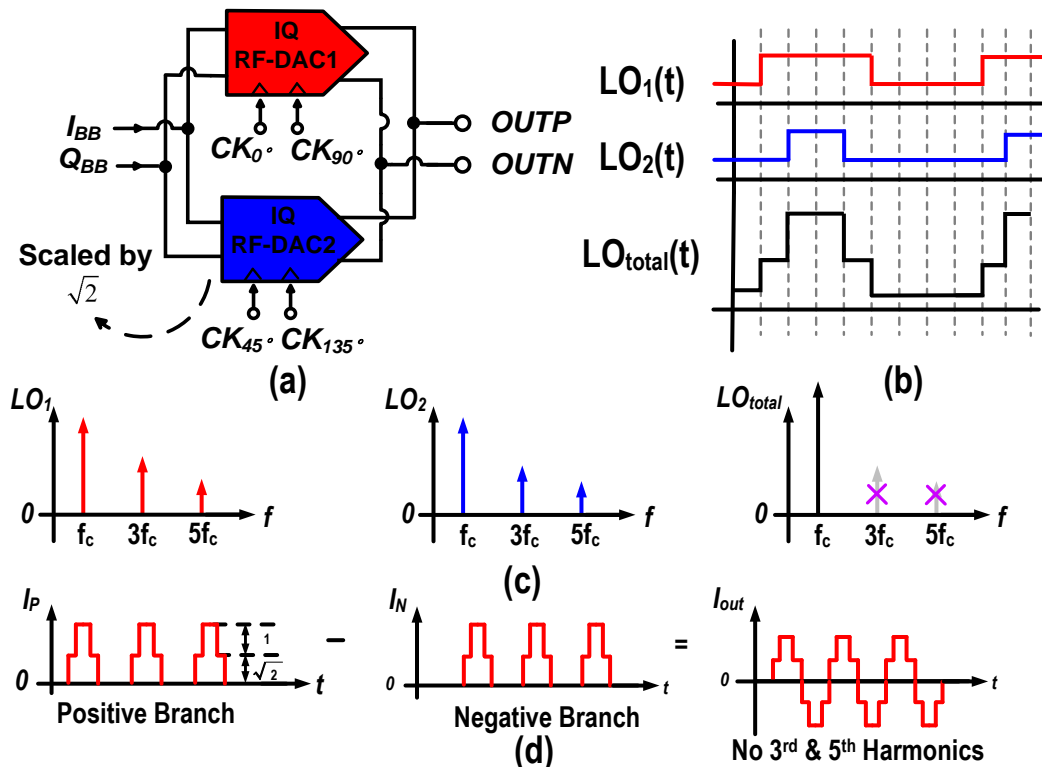 IQ
RF-DAC1
I_BB
Q_BB
CK_0°
CK_90°
OUTP
OUTN
IQ
RF-DAC2
Scaled by
√2
CK_45°
CK_135°
(a)
LO_1(t)
LO_2(t)
LO_total(t)
(b)
LO_1
0
f_c
3f_c
5f_c
f
LO_2
0
f_c
3f_c
5f_c
f
LO_total
0
f_c
3f_c
5f_c
f
(c)
I_P
0
1
√2
t
Positive Branch
–
I_N
0
t
Negative Branch
=
I_out
0
t
No 3rd & 5th Harmonics
(d)